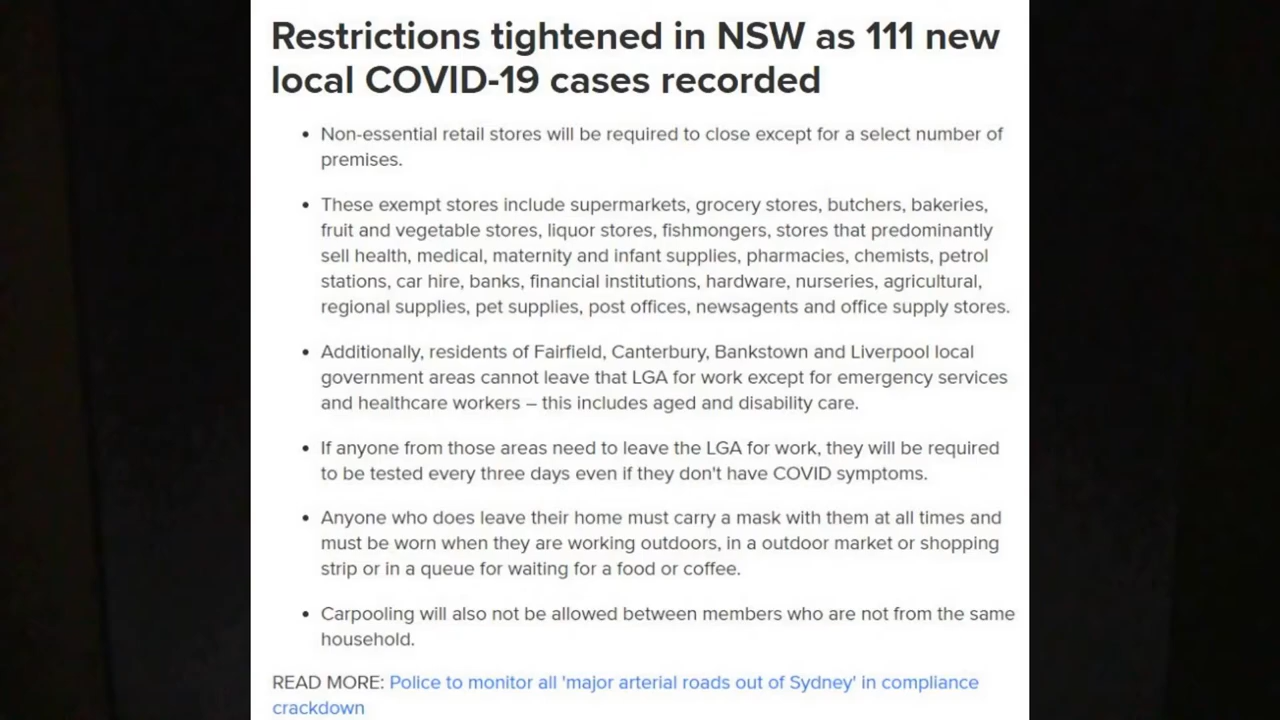 Restrictions tightened in NSW as 111 new
local COVID-19 cases recorded
• Non-essential retail stores will be required to close except for a select number of
premises.
• These exempt stores include supermarkets, grocery stores, butchers, bakeries,
fruit and vegetable stores, liquor stores, fishmongers, stores that predominantly
sell health, medical, maternity and infant supplies, pharmacies, chemists, petrol
stations, car hire, banks, financial institutions, hardware, nurseries, agricultural,
regional supplies, pet supplies, post offices, newsagents and office supply stores.
• Additionally, residents of Fairfield, Canterbury, Bankstown and Liverpool local
government areas cannot leave that LGA for work except for emergency services
and healthcare workers – this includes aged and disability care.
• If anyone from those areas need to leave the LGA for work, they will be required
to be tested every three days even if they don't have COVID symptoms.
• Anyone who does leave their home must carry a mask with them at all times and
must be worn when they are working outdoors, in a outdoor market or shopping
strip or in a queue for waiting for a food or coffee.
• Carpooling will also not be allowed between members who are not from the same
household.
READ MORE: Police to monitor all 'major arterial roads out of Sydney' in compliance
crackdown